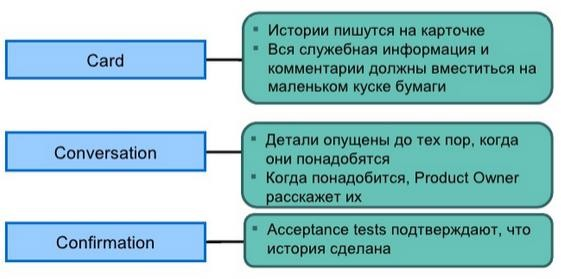 Card
▪ Истории пишутся на карточке
▪ Вся служебная информация и
комментарии должны вместиться на
маленьком куске бумаги
Conversation
▪ Детали опущены до тех пор, когда
они понадобятся
▪ Когда понадобится, Product Owner
расскажет их
Confirmation
▪ Acceptance tests подтверждают, что
история сделана